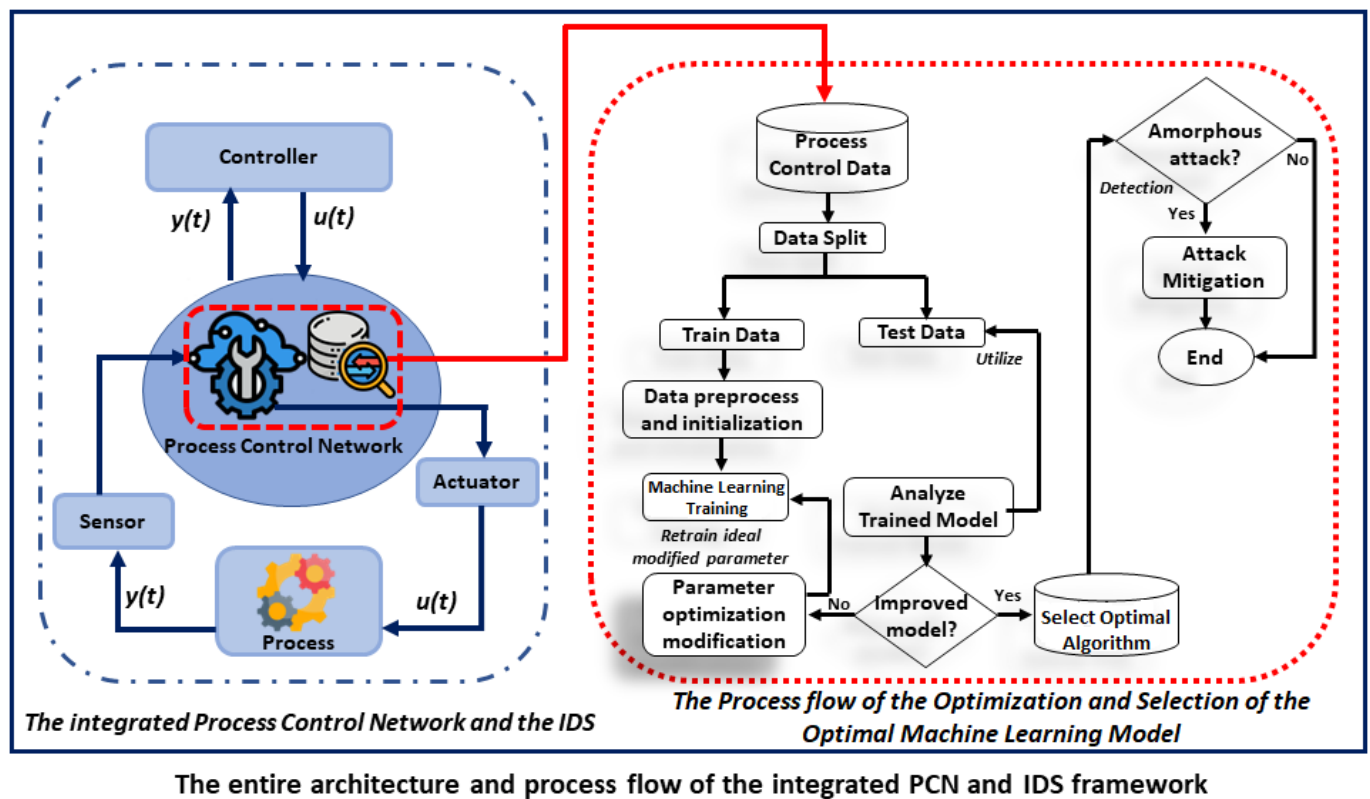 Controller
y(t)
u(t)
Process Control Network
Actuator
Sensor
y(t)
u(t)
Process
The integrated Process Control Network and the IDS
Process
Control Data
Data Split
Train Data
Test Data
Utilize
Data preprocess
and initialization
Machine Learning
Training
Retrain ideal
modified parameter
Analyze
Trained Model
Parameter
optimization
modification
No
Improved
model?
Yes
Select Optimal
Algorithm
Amorphous
attack?
No
Detection
Yes
Attack
Mitigation
End
The Process flow of the Optimization and Selection of the
Optimal Machine Learning Model
The entire architecture and process flow of the integrated PCN and IDS framework